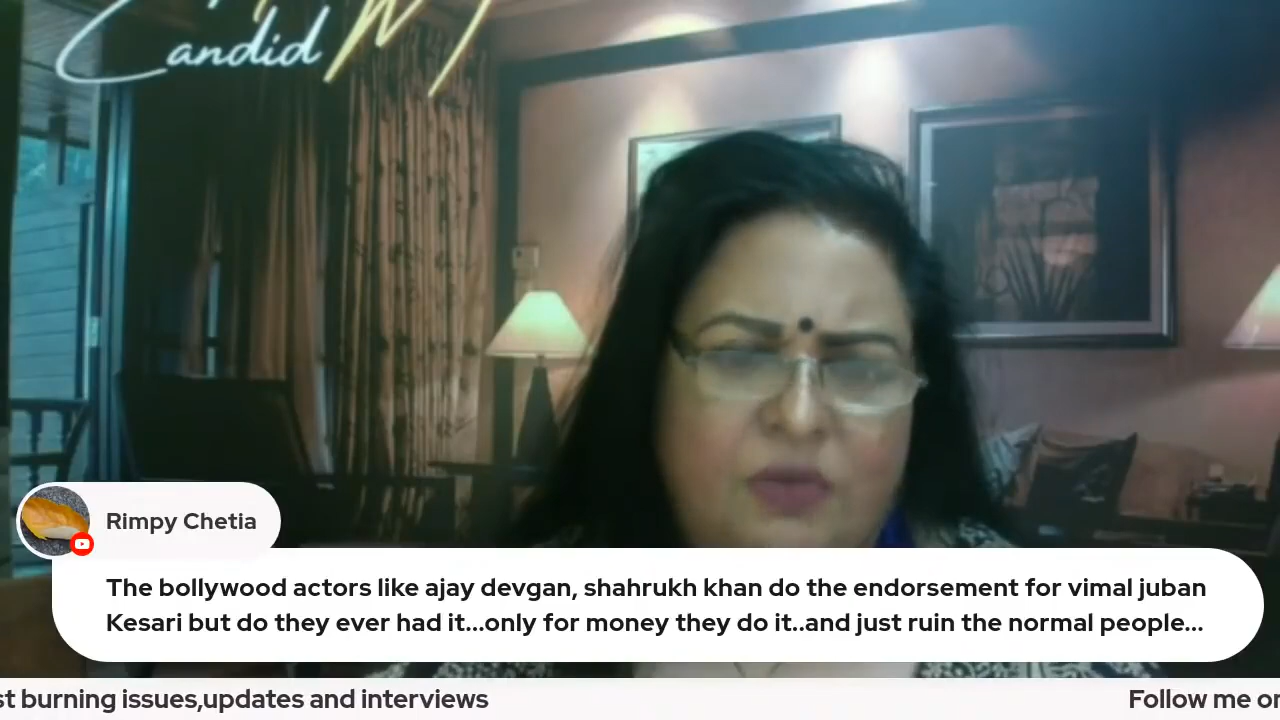 Candid M
Rimpy Chetia
The bollywood actors like ajay devgan, shahrukh khan do the endorsement for vimal juban
Kesari but do they ever had it...only for money they do it..and just ruin the normal people...
burning issues,updates and interviews
Follow me